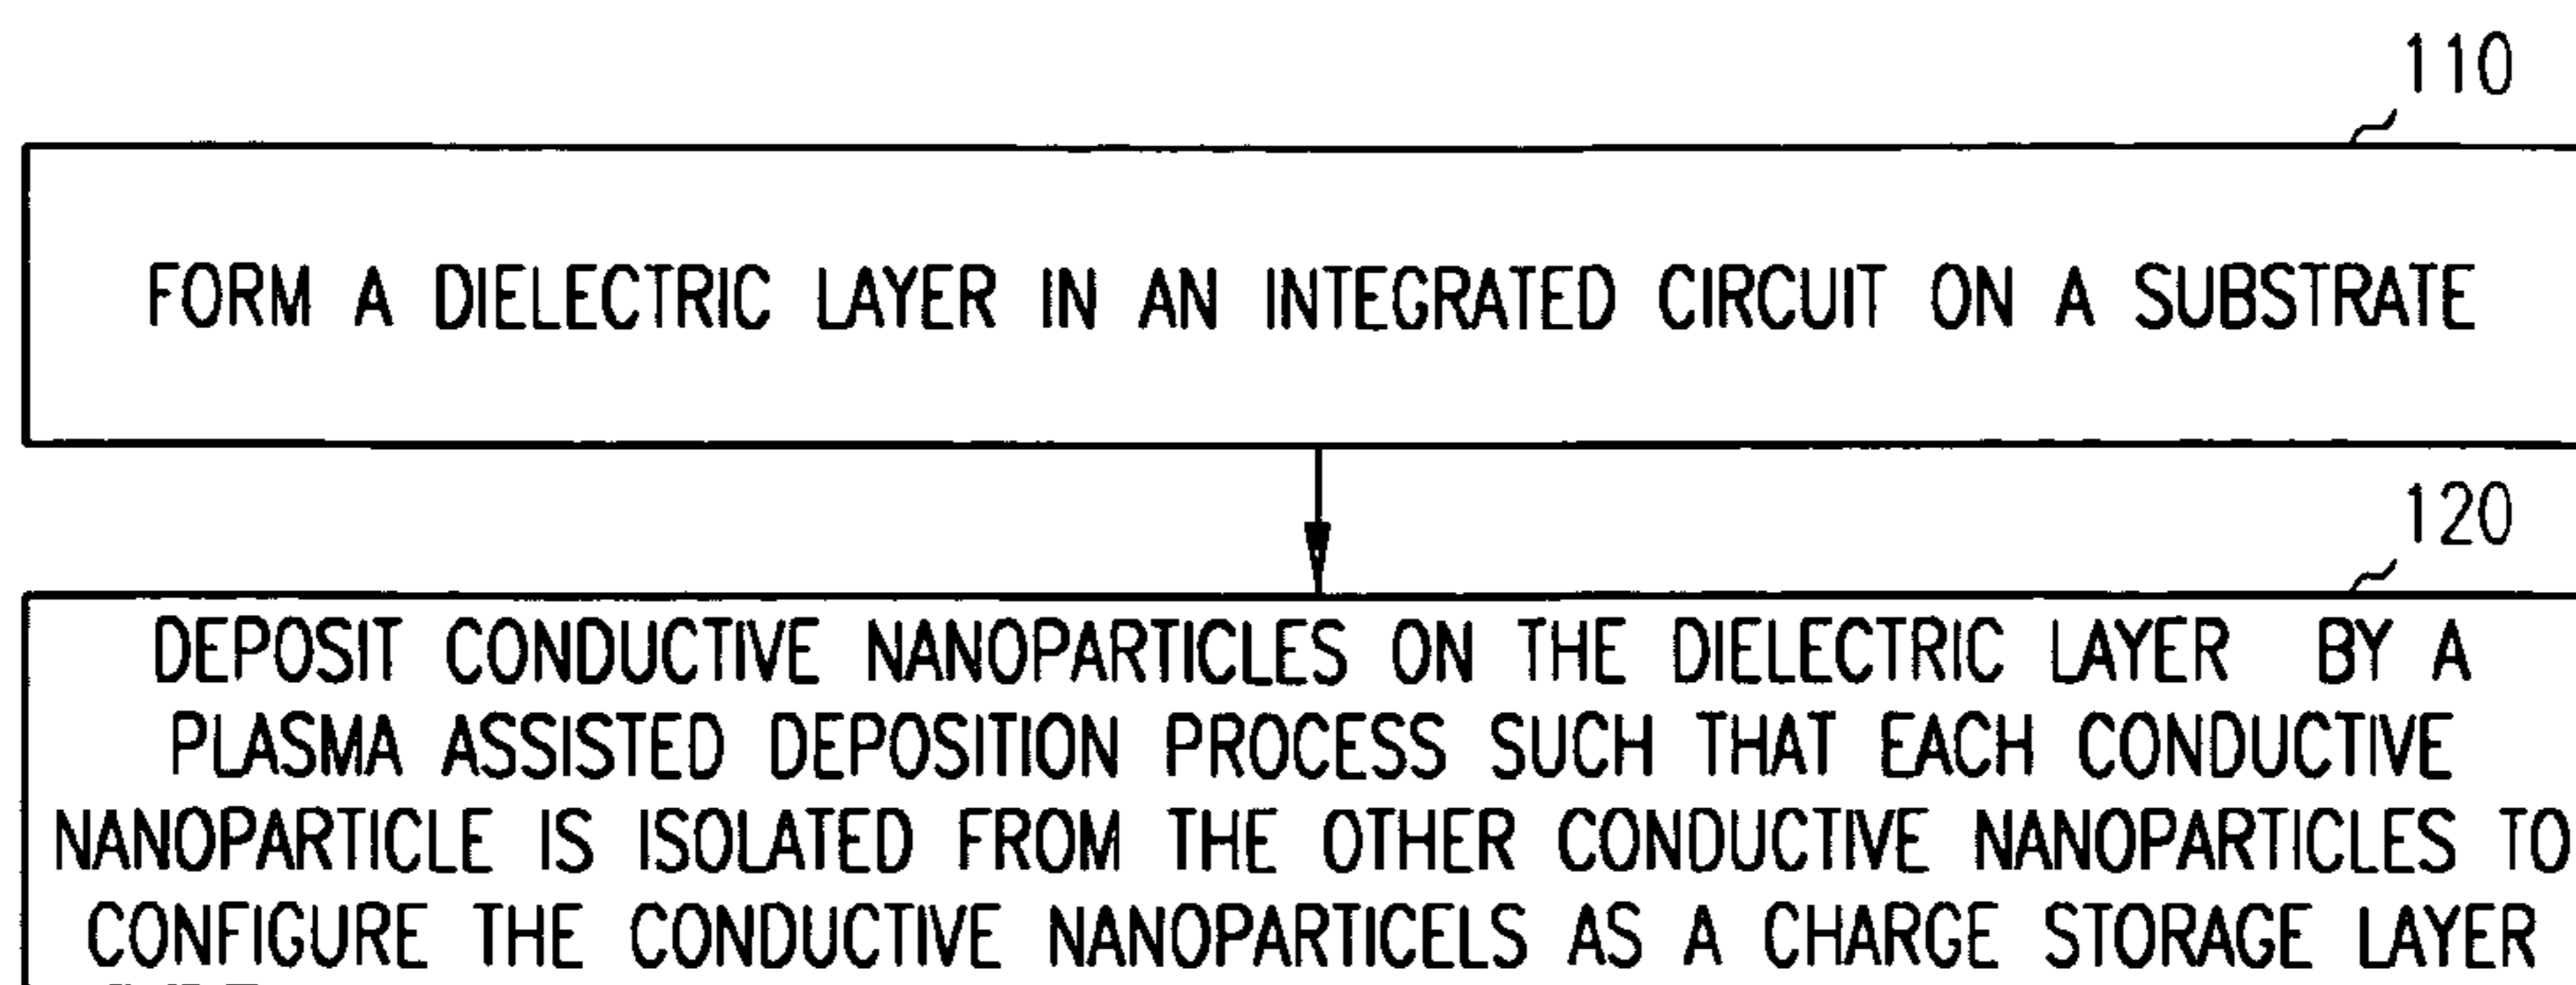 110
FORM A DIELECTRIC LAYER IN AN INTEGRATED CIRCUIT ON A SUBSTRATE
120
DEPOSIT CONDUCTIVE NANOPARTICLES ON THE DIELECTRIC LAYER BY A
PLASMA ASSISTED DEPOSITION PROCESS SUCH THAT EACH CONDUCTIVE
NANOPARTICLE IS ISOLATED FROM THE OTHER CONDUCTIVE NANOPARTICLES TO
CONFIGURE THE CONDUCTIVE NANOPARTICELS AS A CHARGE STORAGE LAYER